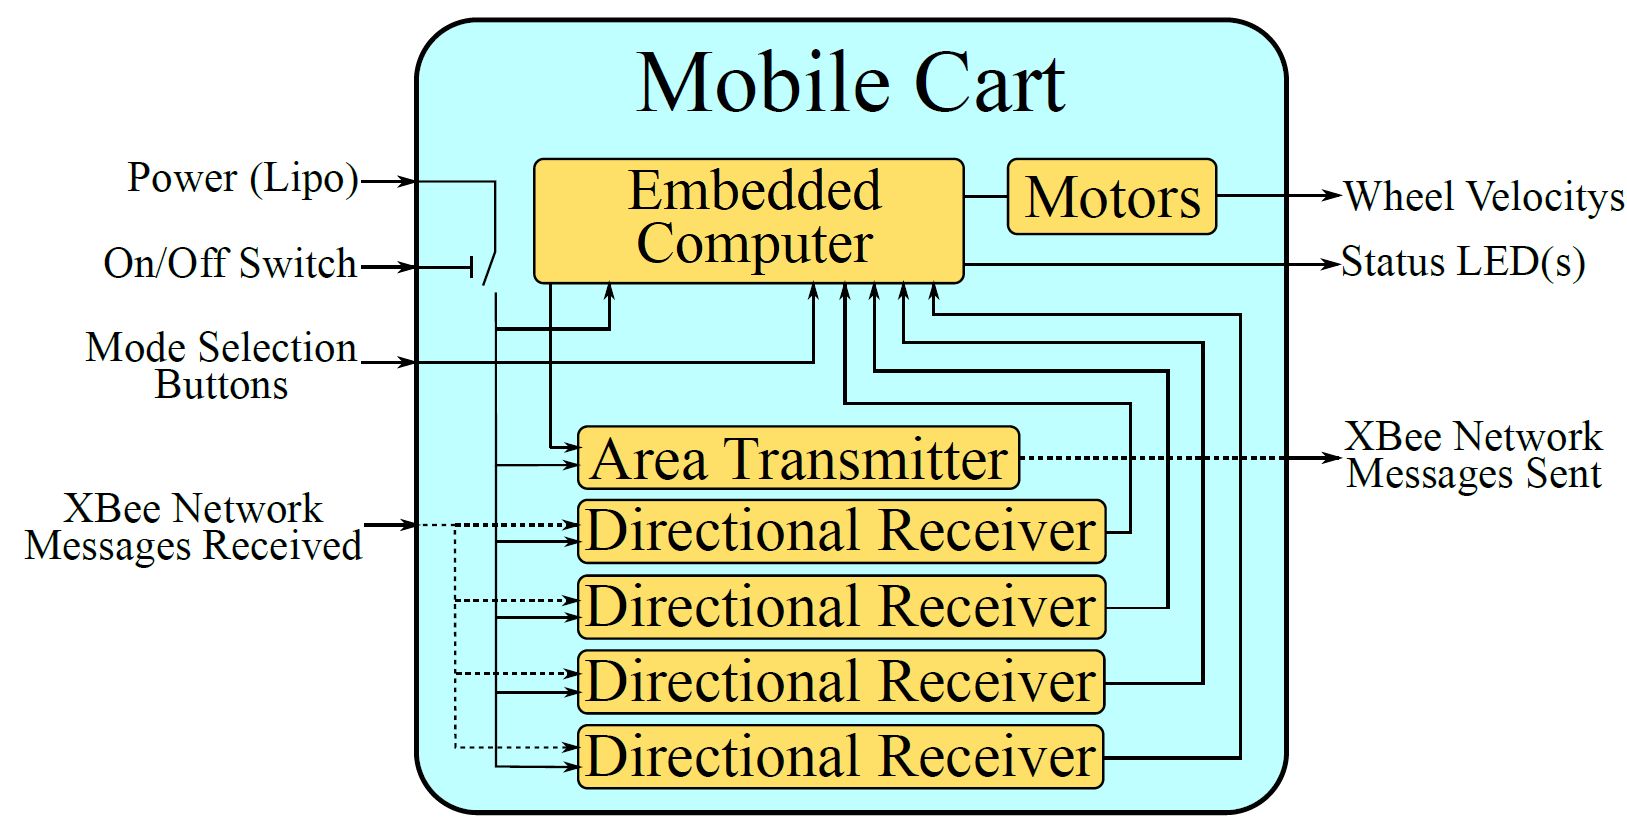 Mobile Cart
Power (Lipo)
On/Off Switch
Mode Selection
Buttons
XBee Network
Messages Received
Embedded
Computer
Motors
Area Transmitter
Directional Receiver
Directional Receiver
Directional Receiver
Directional Receiver
Wheel Velocitys
Status LED(s)
XBee Network
Messages Sent